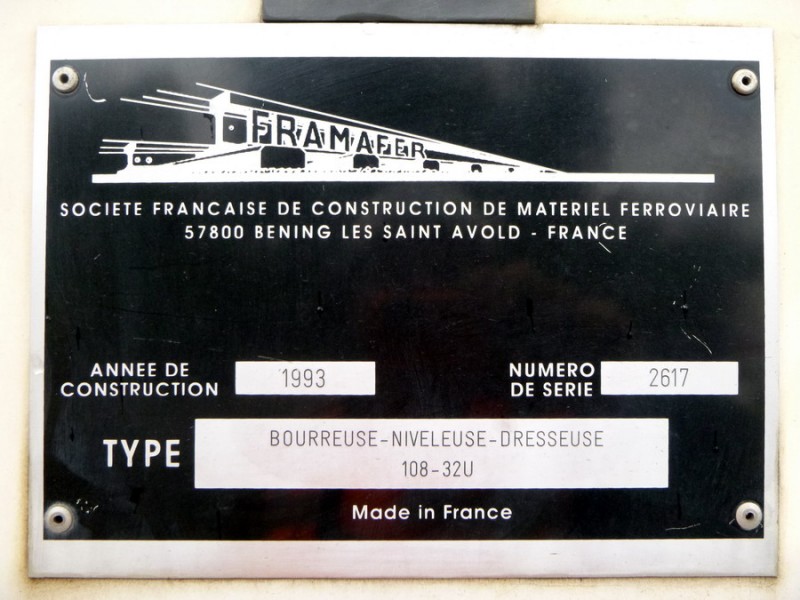 FRAMAFER
SOCIETE FRANCAISE DE CONSTRUCTION DE MATERIEL FERROVIAIRE
57800 BENING LES SAINT AVOLD - FRANCE
ANNEE DE
CONSTRUCTION
1993
NUMERO
DE SERIE
2617
TYPE
BOURREUSE-NIVELEUSE-DRESSEUSE
108-32U
Made in France